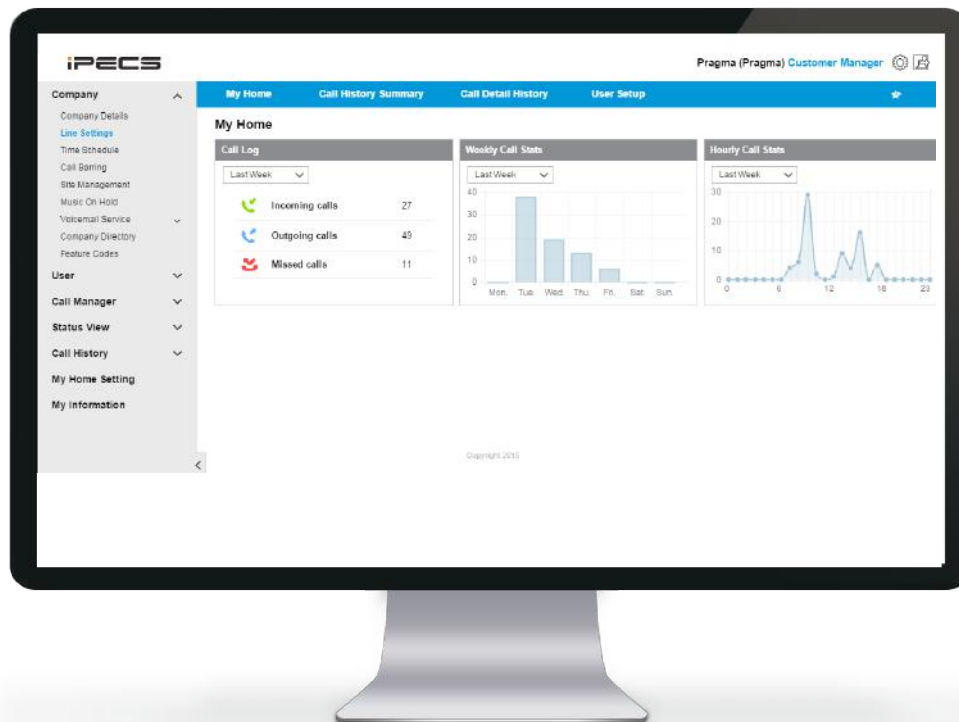 iPECS
Pragma (Pragma) Customer Manager
Company
Company Details
Line Settings
Time Schedule
Call Barring
Site Management
Music On Hold
Voicemail Service
Company Directory
Feature Codes
User
Call Manager
Status View
Call History
My Home Setting
My Information
My Home Call History Summary Call Detail History User Setup
My Home
Call Log
Last Week
Incoming calls 27
Outgoing calls 49
Missed calls 11
Weekly Call Stats
Last Week
40
30
20
10
0
Mon. Tue. Wed. Thu. Fri. Sat. Sun.
Hourly Call Stats
Last Week
30
20
10
0
0 6 12 18 23
Copyright 2015